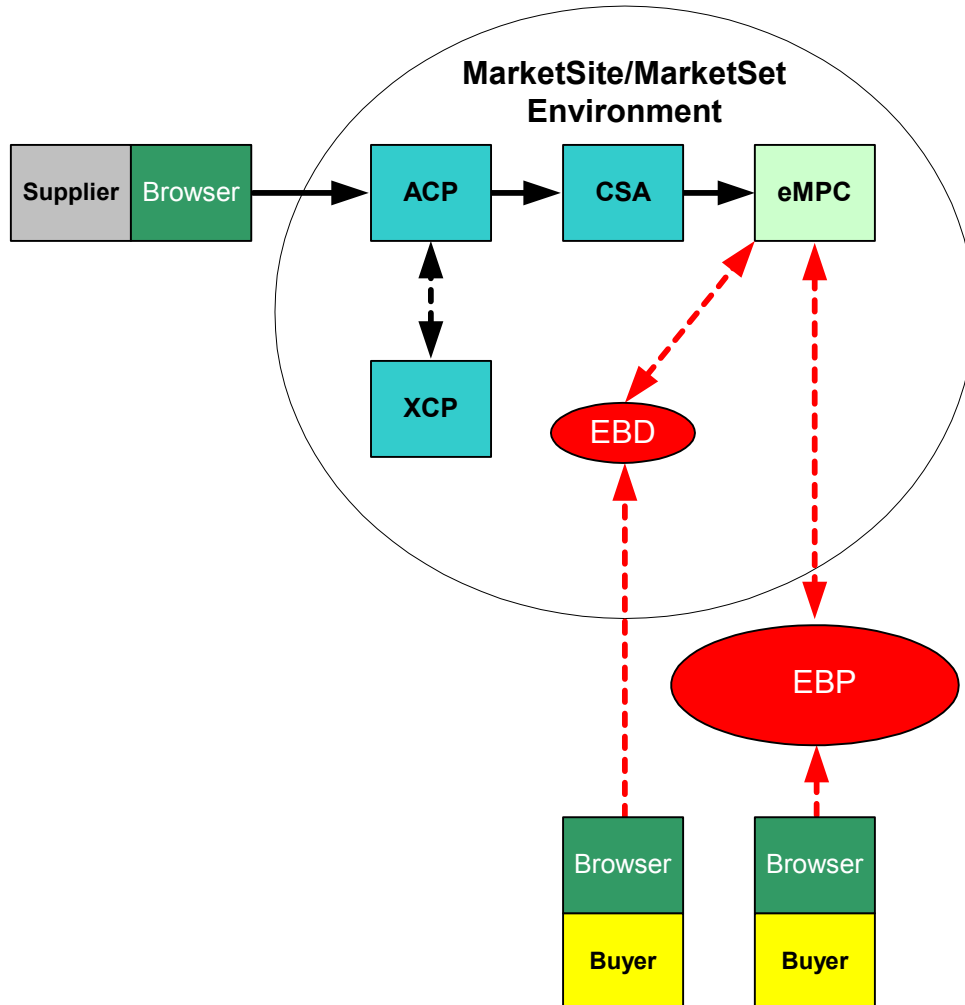 MarketSite/MarketSet
Environment
Supplier
Browser
ACP
CSA
eMPC
XCP
EBD
EBP
Browser
Browser
Buyer
Buyer